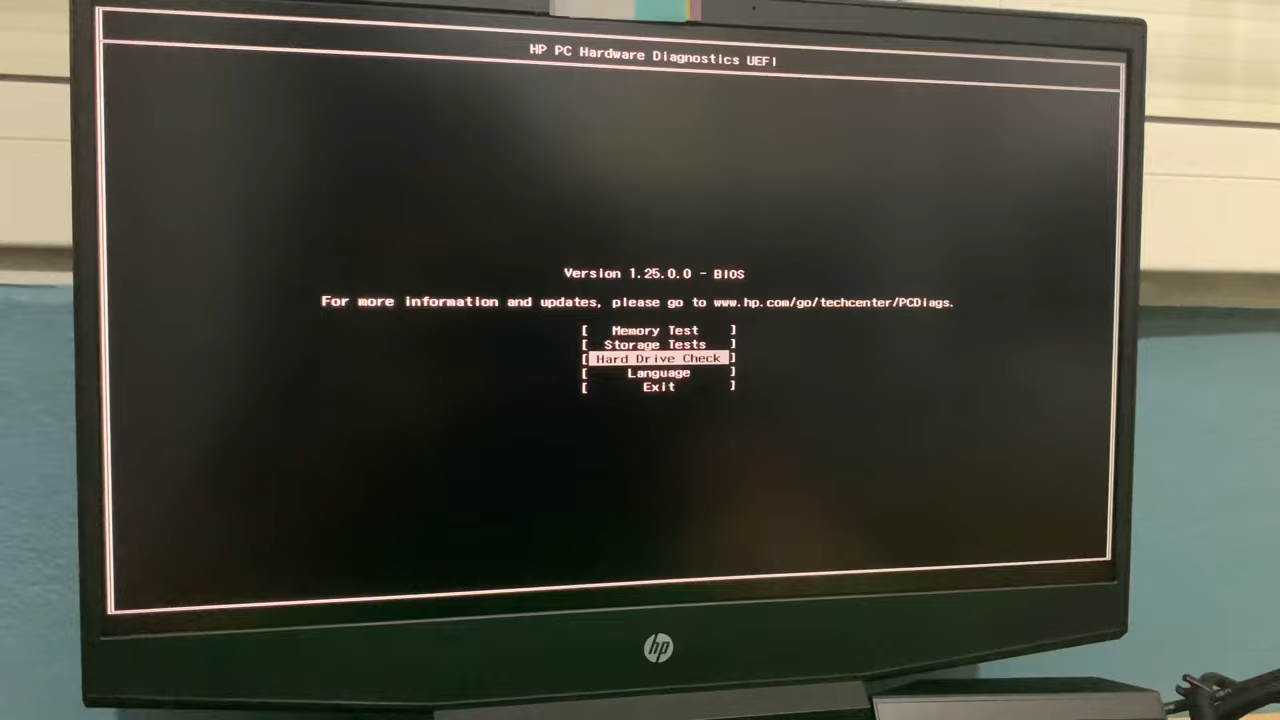 HP PC Hardware Diagnostics UEFI
Version 1.25.0.0 - BIOS
For more information and updates, please go to www.hp.com/go/techcenter/PCDiags.
[ Memory Test ]
[ Storage Tests ]
[ Hard Drive Check ]
[ Language ]
[ Exit ]
hp